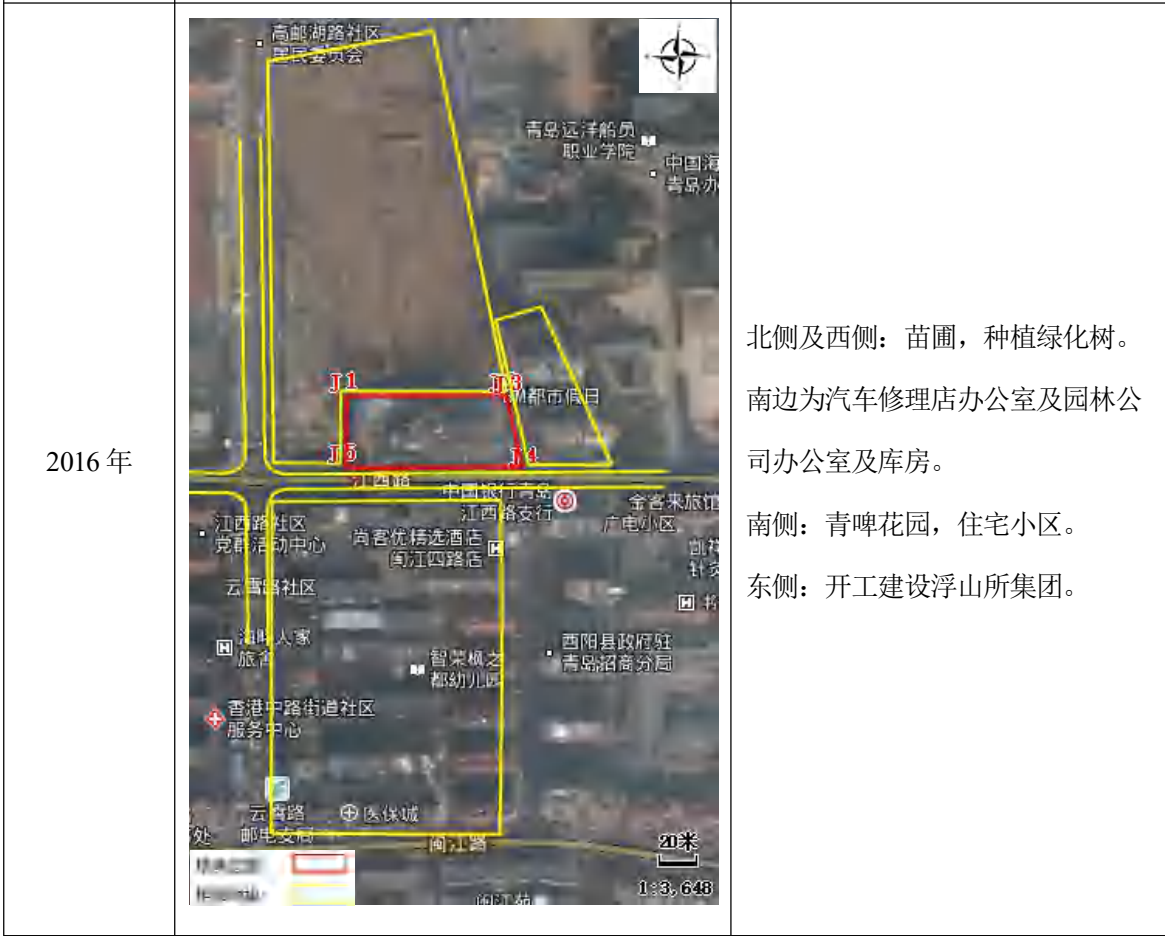 2016 年
高邮湖路社区
居民委员会
青岛远洋船员
职业学院
中国海
青岛办
J1
J3
都市假日
J5
J4
江西路
中国银行青岛
江西路支行
金客来旅馆
广电小区
江西路社区
党群活动中心
尚客优精选酒店
闽江四路店
凯祥
云霄路社区
旅舍
智荣枫之
都幼儿园
酉阳县政府驻
青岛招商分局
香港中路街道社区
服务中心
云霄路
邮电支局
处
医保城
闽江路
闽江苑
20米
1:3,648
北侧及西侧：苗圃，种植绿化树。
南边为汽车修理店办公室及园林公
司办公室及库房。
南侧：青啤花园，住宅小区。
东侧：开工建设浮山所集团。